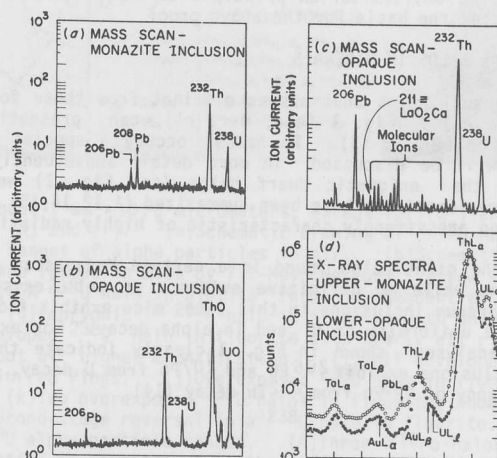 (a) MASS SCAN-
MONAZITE INCLUSION
10³
10²
10¹
10⁰
ION CURRENT (arbitrary units)
206Pb
208Pb
232Th
238U
(b) MASS SCAN-
OPAQUE INCLUSION
10³
10²
10¹
10⁰
206Pb
232Th
238U
ThO
UO
(c) MASS SCAN-
OPAQUE
INCLUSION
ION CURRENT
(arbitrary units)
206Pb
211≡
LaO₂Ca
Molecular
Ions
232Th
238U
(d)
X-RAY SPECTRA
UPPER-MONAZITE
INCLUSION
LOWER-OPAQUE
INCLUSION
counts
10⁶
10⁵
10⁴
10³
ThLα
ULα
ThLℓ
TaLα
TaLβ
PbLα
AuLα
AuLβ
ULℓ